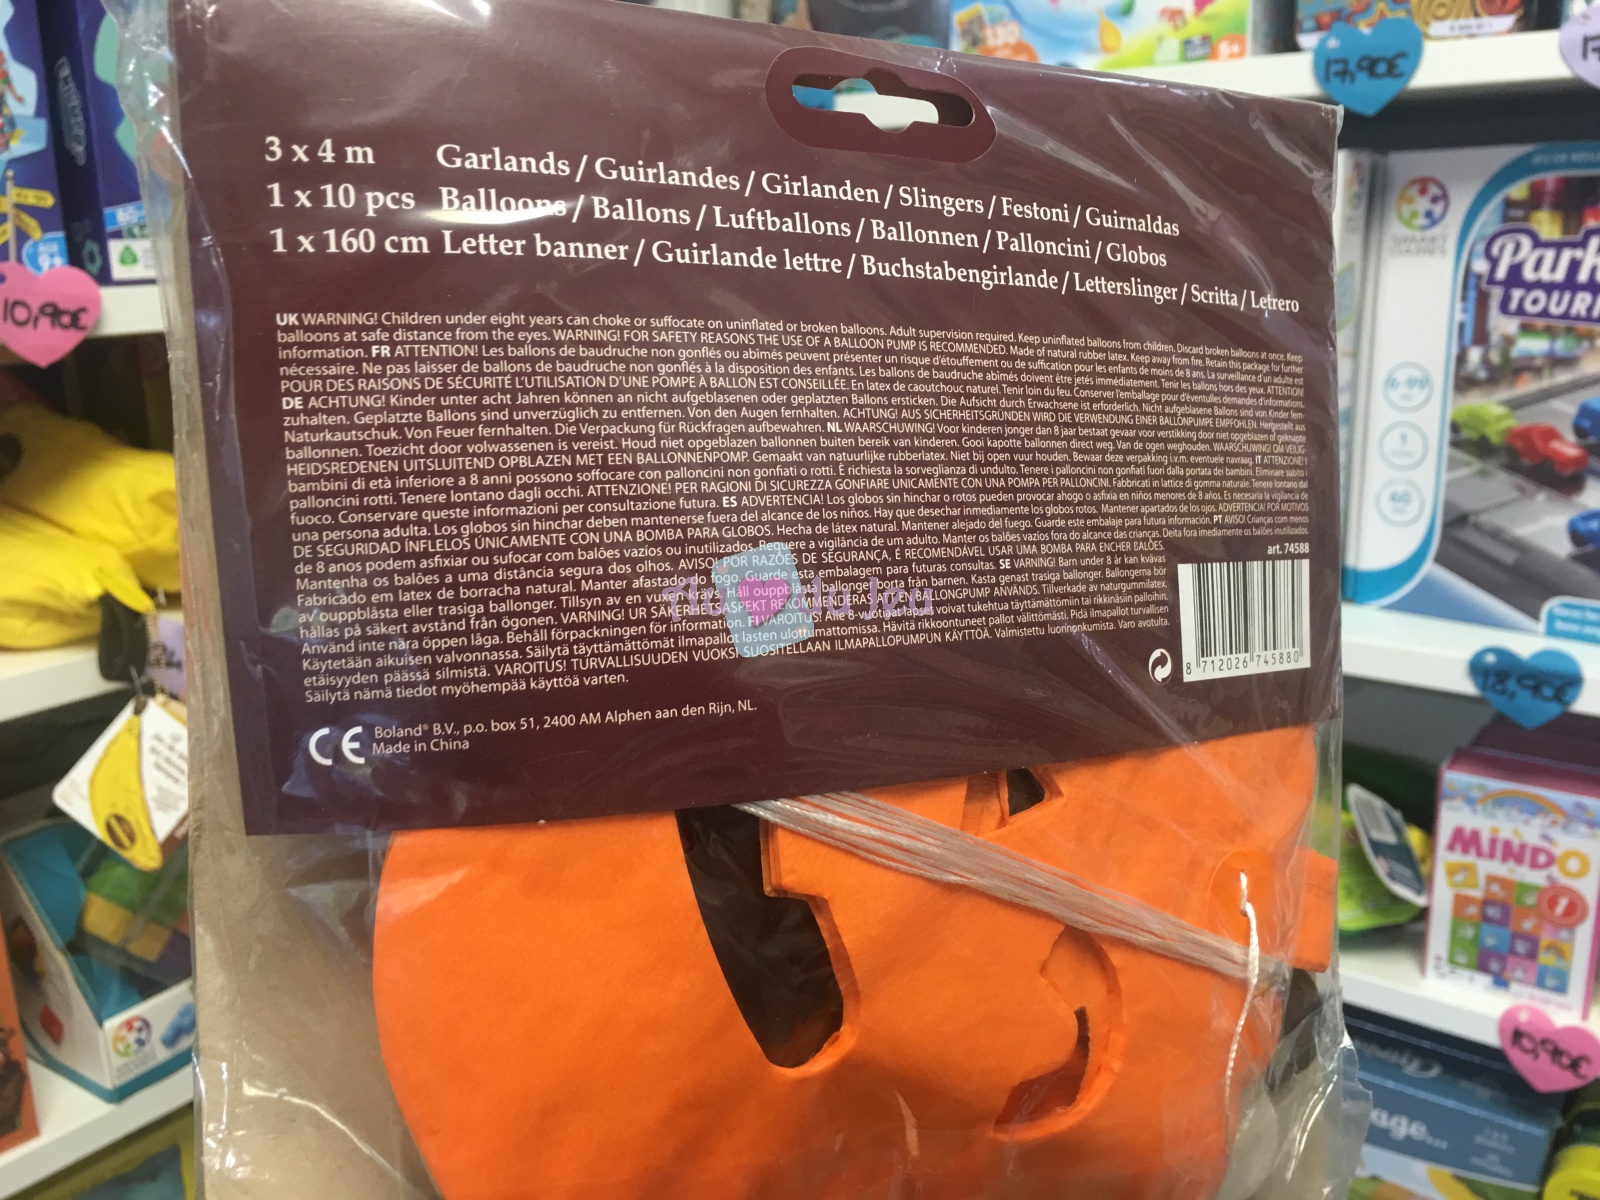 3 x 4 m Garlands / Guirlandes / Girlanden / Slingers / Festoni / Guirnaldas
1 x 10 pcs Balloons / Ballons / Luftballons / Ballonnen / Palloncini / Globos
1 x 160 cm Letter banner / Guirlande lettre / Buchstabengirlande / Letterslinger / Scritta / Letrero
UK WARNING! Children under eight years can choke or suffocate on uninflated or broken balloons. Adult supervision required. Keep uninflated balloons from children. Discard broken balloons at once. Keep
balloons at safe distance from the eyes. WARNING! FOR SAFETY REASONS THE USE OF A BALLOON PUMP IS RECOMMENDED. Made of natural rubber latex. Keep away from fire. Retain this package for further
information. FR ATTENTION! Les ballons de baudruche non gonflés ou abimés peuvent présenter un risque d'étouffement ou de suffication pour les enfants de moins de 8 ans. La surveillance d'un adulte est
nécessaire. Ne pas laisser de ballons de baudruche non gonflés à la disposition des enfants. Les ballons de baudruche abimés doivent être jetés immédiatement. Tenir les ballons hors des yeux. ATTENTION!
POUR DES RAISONS DE SÉCURITÉ L'UTILISATION D'UNE POMPE À BALLON EST CONSEILLÉE. En latex de caoutchouc naturel. Tenir loin du feu. Conserver l'emballage pour d'éventuelles demandes d'informations.
DE ACHTUNG! Kinder unter acht Jahren können an nicht aufgeblasenen oder geplatzten Ballons ersticken. Die Aufsicht durch Erwachsene ist erforderlich. Nicht aufgeblasene Ballons sind von Kinder fern-
zuhalten. Geplatzte Ballons sind unverzüglich zu entfernen. Von den Augen fernhalten. ACHTUNG! AUS SICHERHEITSGRÜNDEN WIRD DIE VERWENDUNG EINER BALLONPUMPE EMPFOHLEN. Hergestellt aus
Naturkautschuk. Von Feuer fernhalten. Die Verpackung für Rückfragen aufbewahren. NL WAARSCHUWING! Voor kinderen jonger dan 8 jaar bestaat gevaar voor verstikking door niet opgeblazen of geknapte
ballonnen. Toezicht door volwassenen is vereist. Houd niet opgeblazen ballonnen buiten bereik van kinderen. Gooi kapotte ballonnen direct weg. Van de ogen weghouden. WAARSCHUWING! OM VEILIG-
HEIDSREDENEN UITSLUITEND OPBLAZEN MET EEN BALLONNENPOMP. Gemaakt van natuurlijke rubberlatex. Niet bij open vuur houden. Bewaar deze verpakking i.v.m. eventuele navraag. IT ATTENZIONE! I
bambini di età inferiore a 8 anni possono soffocare con palloncini non gonfiati o rotti. È richiesta la sorveglianza di undulto. Tenere i palloncini non gonfiati fuori dalla portata dei bambini. Eliminare subito i
palloncini rotti. Tenere lontano dagli occhi. ATTENZIONE! PER RAGIONI DI SICUREZZA GONFIARE UNICAMENTE CON UNA POMPA PER PALLONCINI. Fabbricati in lattice di gomma naturale. Tenere lontano dal
fuoco. Conservare queste informazioni per consultazione futura. ES ADVERTENCIA! Los globos sin hinchar o rotos pueden provocar ahogo o asfixia en niños menores de 8 años. Es necesaria la vigilancia de
una persona adulta. Los globos sin hinchar deben mantenerse fuera del alcance de los niños. Hay que desechar inmediamente los globos rotos. Mantener apartados de los ojos. ADVERTENCIA! POR MOTIVOS
DE SEGURIDAD ÍNFLELOS ÚNICAMENTE CON UNA BOMBA PARA GLOBOS. Hecha de látex natural. Mantener alejado del fuego. Guarde este embalaje para futura información. PT AVISO! Crianças com menos
de 8 anos podem asfixiar ou sufocar com balões vazios ou inutilizados. Requere a vigilância de um adulto. Manter os balões vazios fora do alcance das crianças. Deita fora imediamente os balões inutilizados.
Mantenha os balões a uma distância segura dos olhos. AVISO! POR RAZÕES DE SEGURANÇA, É RECOMENDÁVEL USAR UMA BOMBA PARA ENCHER BALÕES.
Fabricado em latex de borracha natural. Manter afastado fogo. Guarde esta embalagem para futuras consultas. SE VARNING! Barn under 8 år kan kvävas
av ouppblåsta eller trasiga ballonger. Tillsyn av en vuxen krävs. Håll ouppblåsta ballonger borta från barnen. Kasta genast trasiga ballonger. Ballongerna bör
hållas på säkert avstånd från ögonen. VARNING! UR SÄKERHETSASPEKT REKOMMENDERAS ATT EN BALLONGPUMP ANVÄNDS. Tillverkade av naturgummilatex.
Använd inte nära öppen låga. Behåll förpackningen för information. FI VAROITUS! Alle 8-vuotiaat lapset voivat tukehtua täyttämättömiin tai rikkinäisiin palloihin.
Käytetään aikuisen valvonnassa. Säilytä täyttämättömät ilmapallot lasten ulottumattomissa. Hävitä rikkoontuneet pallot välittömästi. Pidä ilmapallot turvallisen
etäisyyden päässä silmistä. VAROITUS! TURVALLISUUDEN VUOKSI SUOSITELLAAN ILMAPALLOPUMPUN KÄYTTÖÄ. Valmistettu luonnonkumista. Varo avotulta.
Säilytä nämä tiedot myöhempää käyttöä varten.
art. 74588
8 712026 745880
CE Boland® B.V., p.o. box 51, 2400 AM Alphen aan den Rijn, NL.
Made in China
10,90€
17,90€
18,90€
10,90€
Park
TOUR
MINDO
1
age...